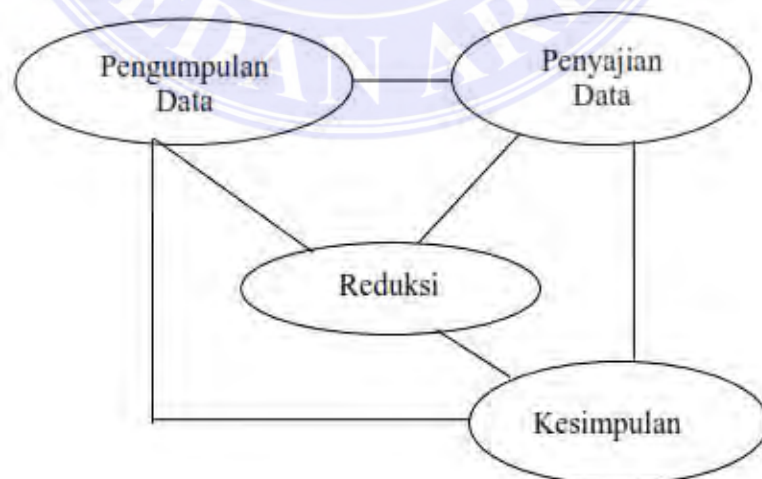 Pengumpulan
Data
Penyajian
Data
Reduksi
Kesimpulan